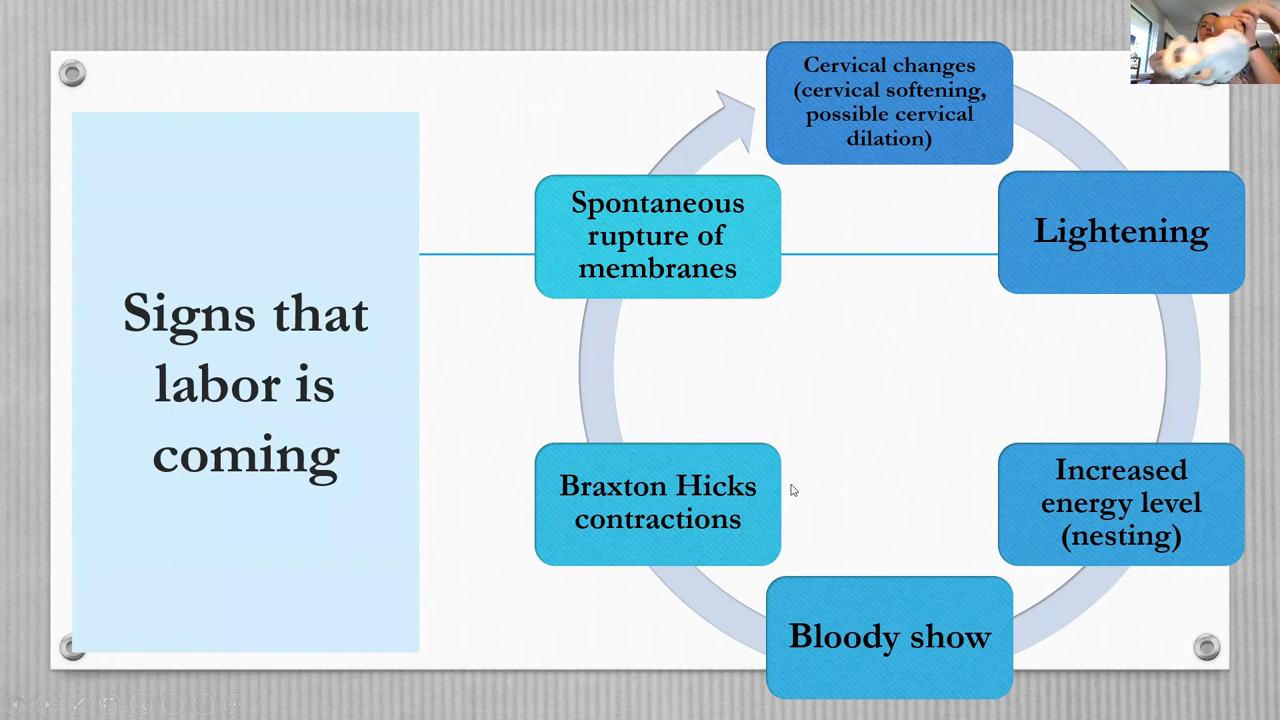 Signs that
labor is
coming
Cervical changes
(cervical softening,
possible cervical
dilation)
Lightening
Increased
energy level
(nesting)
Bloody show
Braxton Hicks
contractions
Spontaneous
rupture of
membranes